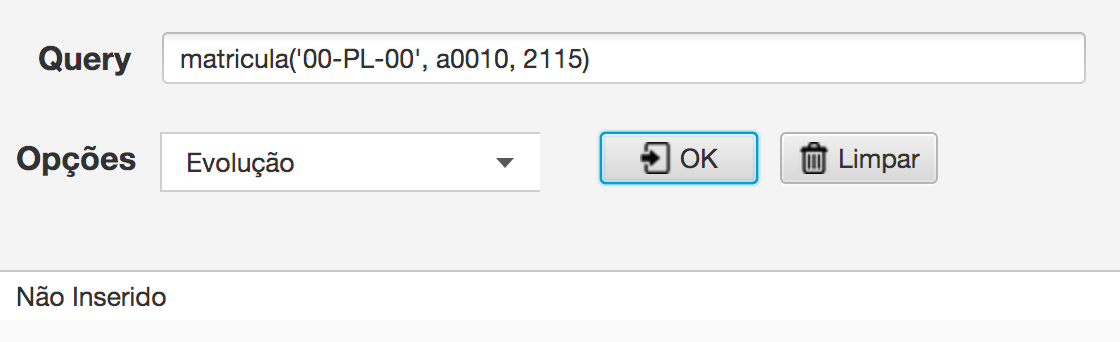 Query matricula('00-PL-00', a0010, 2115)
Opções Evolução OK Limpar
Não Inserido